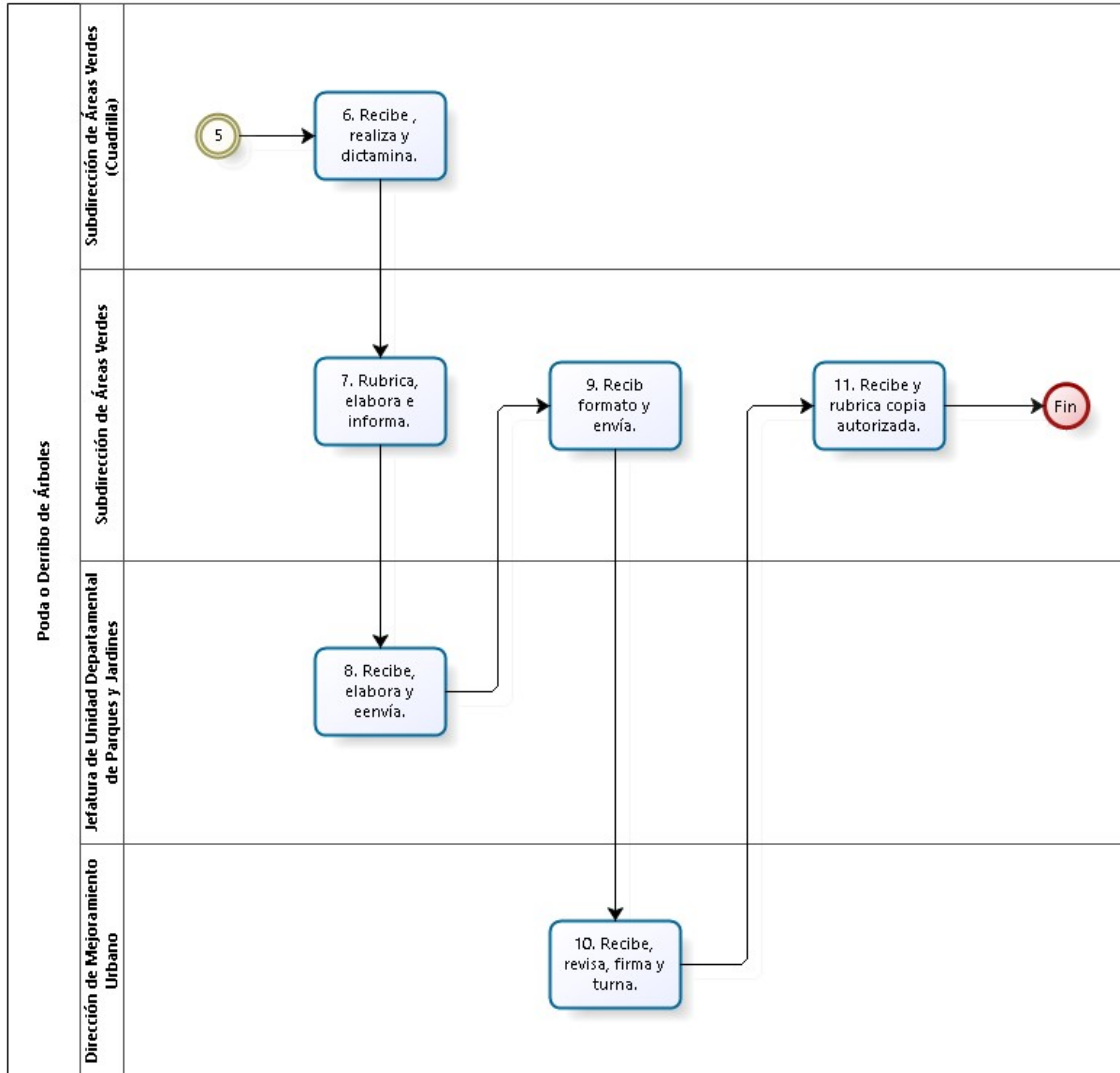 Poda o Derribo de Árboles
Subdirección de Áreas Verdes
(Cuadrilla)
5
6. Recibe ,
realiza y
dictamina.
Subdirección de Áreas Verdes
7. Rubrica,
elabora e
informa.
9. Recib
formato y
envía.
11. Recibe y
rubrica copia
autorizada.
Fin
Jefatura de Unidad Departamental
de Parques y Jardines
8. Recibe,
elabora y
eenvía.
Dirección de Mejoramiento
Urbano
10. Recibe,
revisa, firma y
turna.